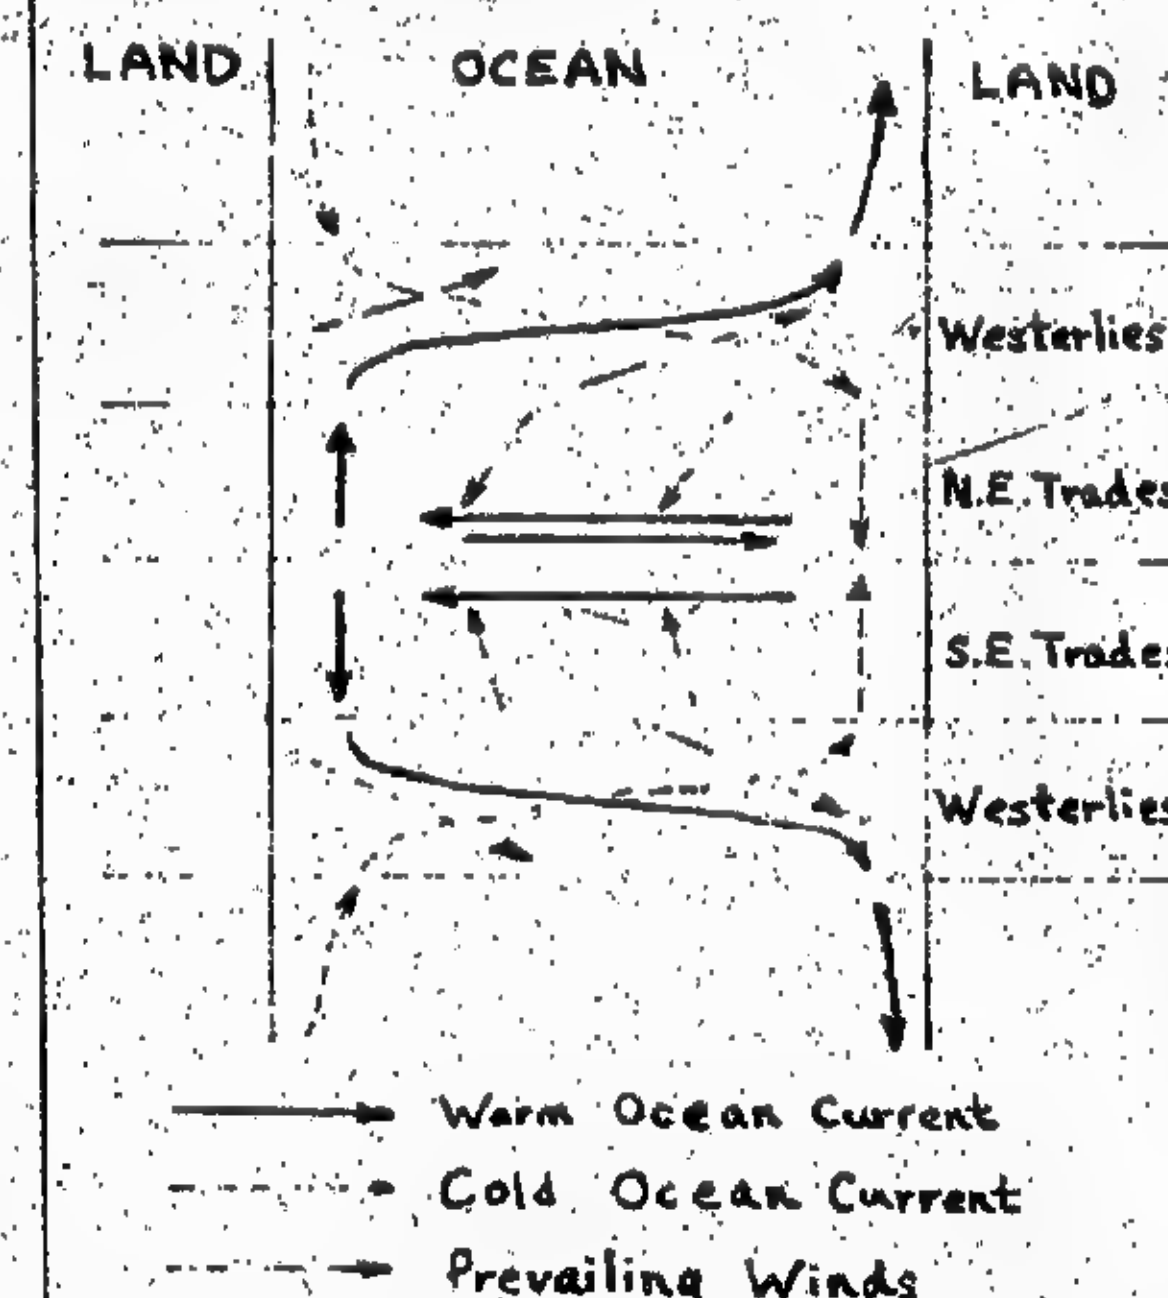 LAND OCEAN LAND
Westerlies
N.E. Trades
S.E. Trades
Westerlies
Warm Ocean Current
Cold Ocean Current
Prevailing Winds